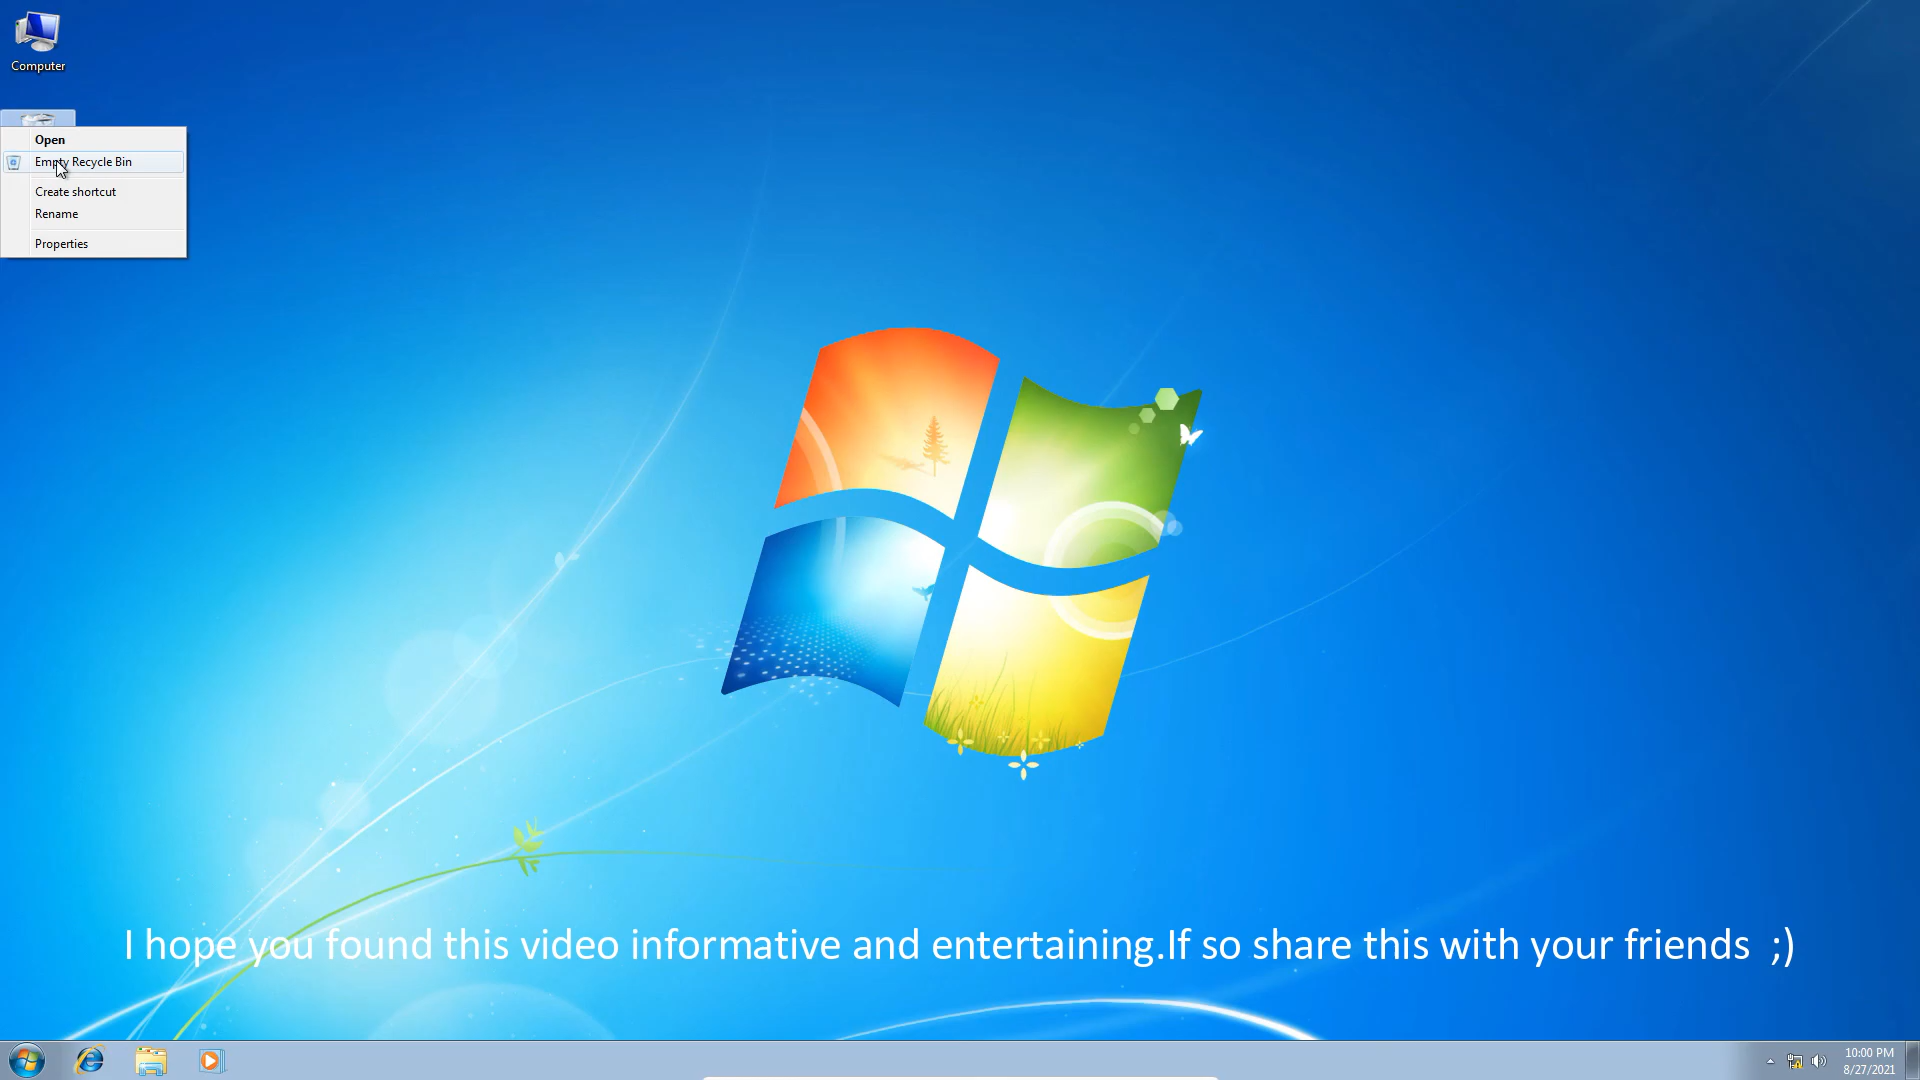 Computer
Open
Empty Recycle Bin
Create shortcut
Rename
Properties
I hope you found this video informative and entertaining.If so share this with your friends  ;)
10:00 PM
8/27/2021